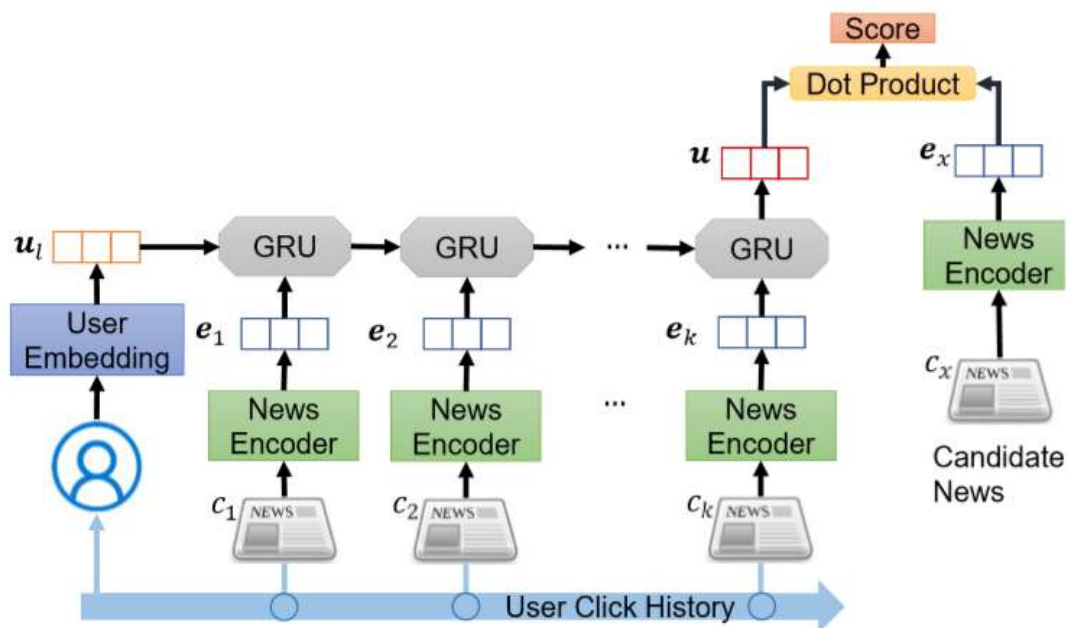 Score
Dot Product
u
e_x
u_l
GRU
GRU
...
GRU
News
Encoder
User
Embedding
e_1
e_2
e_k
c_x
NEWS
News
Encoder
News
Encoder
...
News
Encoder
Candidate
News
c_1
NEWS
c_2
NEWS
c_k
NEWS
User Click History